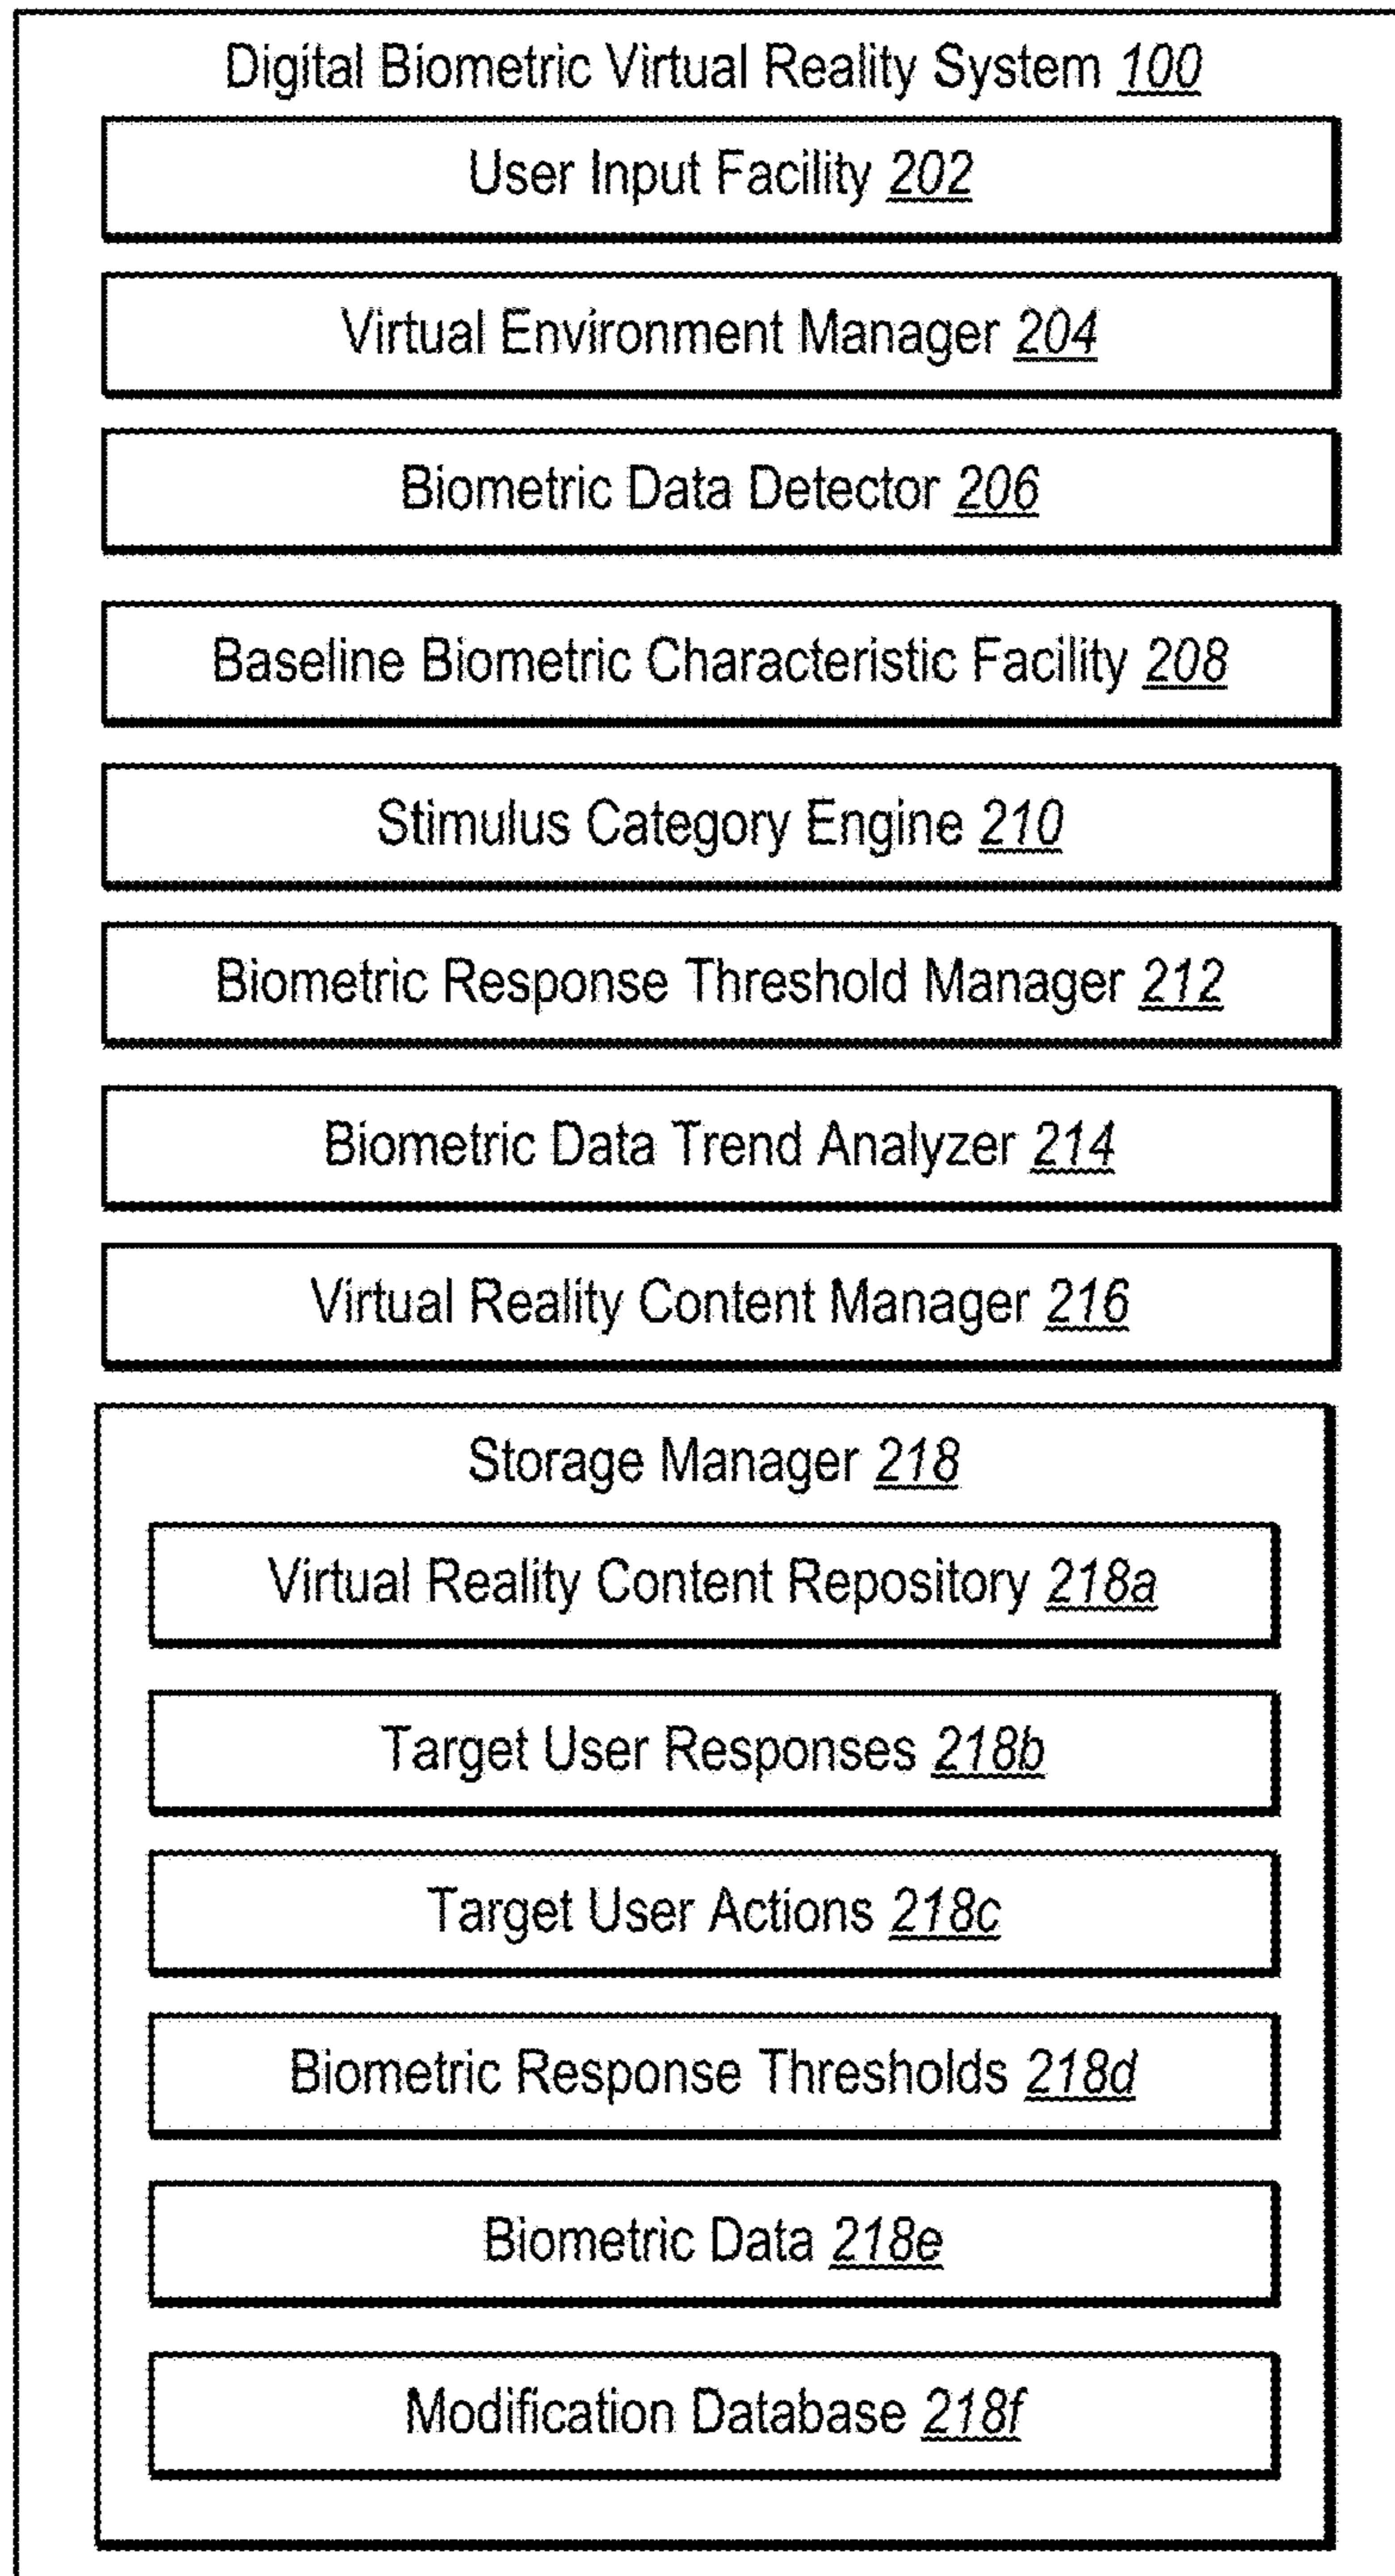 Digital Biometric Virtual Reality System 100
User Input Facility 202
Virtual Environment Manager 204
Biometric Data Detector 206
Baseline Biometric Characteristic Facility 208
Stimulus Category Engine 210
Biometric Response Threshold Manager 212
Biometric Data Trend Analyzer 214
Virtual Reality Content Manager 216
Storage Manager 218
Virtual Reality Content Repository 218a
Target User Responses 218b
Target User Actions 218c
Biometric Response Thresholds 218d
Biometric Data 218e
Modification Database 218f